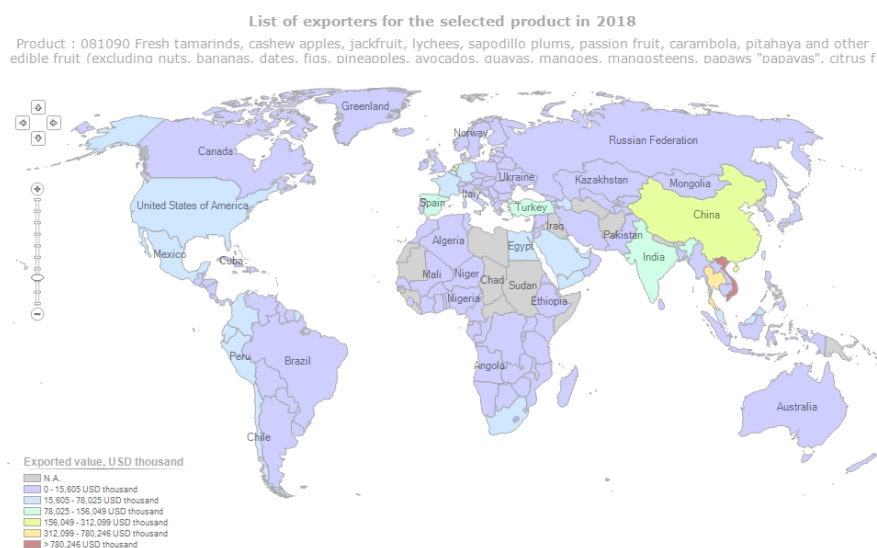 List of exporters for the selected product in 2018
Product : 081090 Fresh tamarinds, cashew apples, jackfruit, lychees, sapodillo plums, passion fruit, carambola, pitahaya and other
edible fruit (excluding nuts, bananas, dates, figs, pineapples, avocados, guavas, mangoes, mangosteens, papaws "papayas", citrus f
Greenland
Norway
Russian Federation
Canada
Ukraine
Kazakhstan
Mongolia
Italy
Spain
Turkey
United States of America
China
Iraq
Pakistan
Algeria
Egypt
Mexico
Cuba
India
Mali
Niger
Chad
Sudan
Nigeria
Ethiopia
Peru
Brazil
Angola
Australia
Chile
Exported value, USD thousand
N.A.
0 - 15,605 USD thousand
15,605 - 78,025 USD thousand
78,025 - 156,049 USD thousand
156,049 - 312,099 USD thousand
312,099 - 780,246 USD thousand
> 780,246 USD thousand